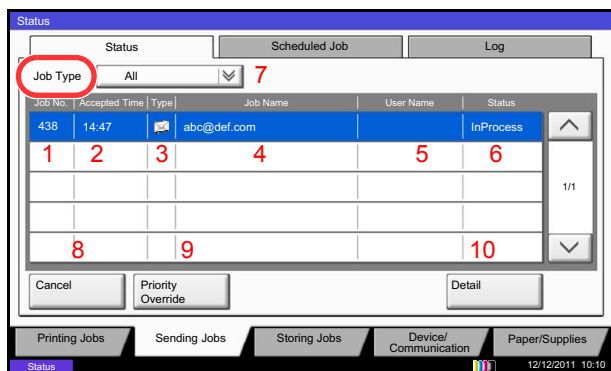 Status
Status Scheduled Job Log
Job Type All 7
Job No. Accepted Time Type Job Name User Name Status
438 14:47 abc@def.com InProcess
1 2 3 4 5 6
1/1
8 9 10
Cancel Priority Override Detail
Printing Jobs Sending Jobs Storing Jobs Device/ Communication Paper/Supplies
Status 12/12/2011 10:10